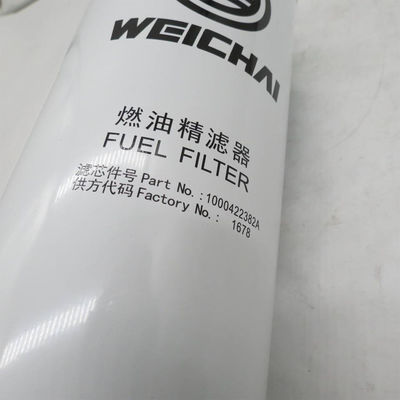 WEICHAI
燃油精滤器
FUEL FILTER
滤芯件号 Part No.:1000422382A
供方代码 Factory No.: 1678